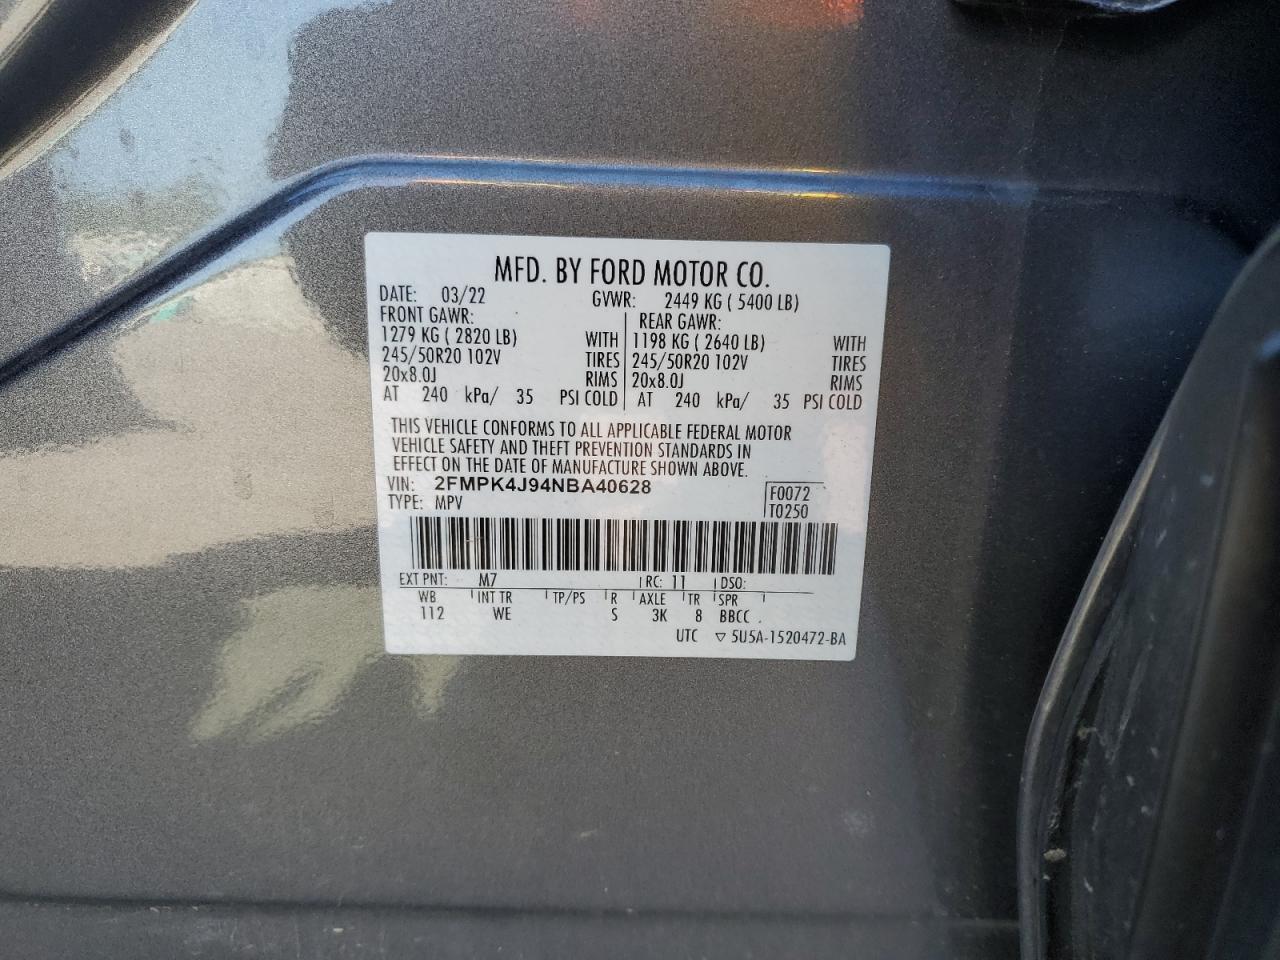 MFD. BY FORD MOTOR CO.
DATE: 03/22 GVWR: 2449 KG ( 5400 LB)
FRONT GAWR: REAR GAWR:
1279 KG ( 2820 LB) WITH 1198 KG ( 2640 LB) WITH
245/50R20 102V TIRES 245/50R20 102V TIRES
20x8.0J RIMS 20x8.0J RIMS
AT 240 kPa/ 35 PSI COLD AT 240 kPa/ 35 PSI COLD
THIS VEHICLE CONFORMS TO ALL APPLICABLE FEDERAL MOTOR
VEHICLE SAFETY AND THEFT PREVENTION STANDARDS IN
EFFECT ON THE DATE OF MANUFACTURE SHOWN ABOVE.
VIN: 2FMPK4J94NBA40628 F0072
TYPE: MPV T0250
EXT PNT: M7 RC: 11 DSO:
WB INT TR TP/PS R AXLE TR SPR
112 WE S 3K 8 BBCC .
UTC ▽ 5U5A-1520472-BA